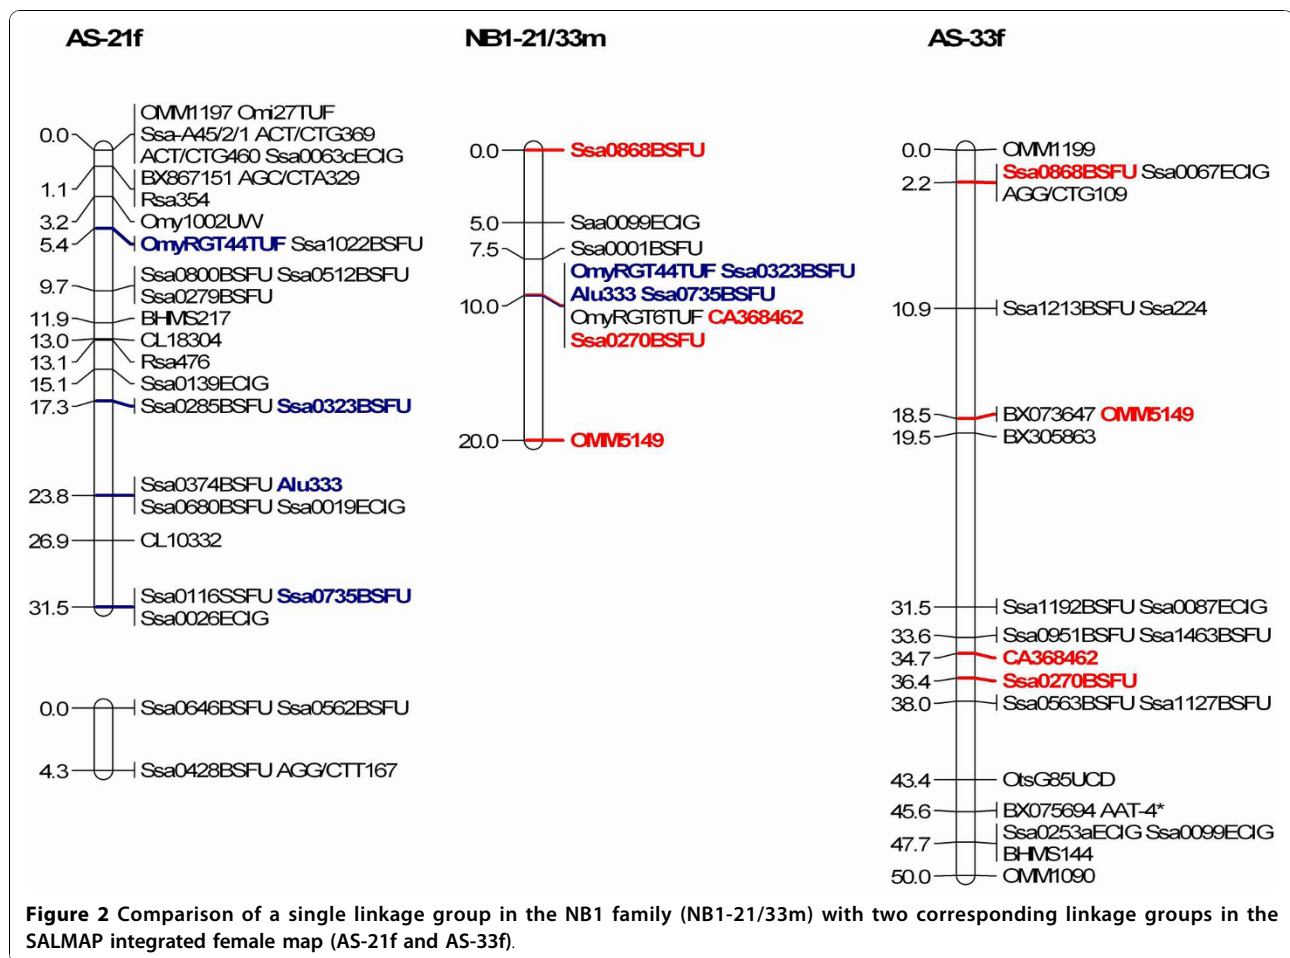 AS-21f
0.0
OMM1197 Omi27TUF
Ssa-A45/2/1 ACT/CTG369
ACT/CTG460 Ssa0063cECIG
1.1
BX867151 AGC/CTA329
Rsa354
3.2
Omy1002UW
5.4
OmyRGT44TUF Ssa1022BSFU
9.7
Ssa0800BSFU Ssa0512BSFU
Ssa0279BSFU
11.9
BHMS217
13.0
CL18304
13.1
Rsa476
15.1
Ssa0139ECIG
17.3
Ssa0285BSFU Ssa0323BSFU
23.8
Ssa0374BSFU Alu333
Ssa0680BSFU Ssa0019ECIG
26.9
CL10332
31.5
Ssa0116SSFU Ssa0735BSFU
Ssa0026ECIG
0.0
Ssa0646BSFU Ssa0562BSFU
4.3
Ssa0428BSFU AGG/CTT167
NB1-21/33m
0.0
Ssa0868BSFU
5.0
Saa0099ECIG
7.5
Ssa0001BSFU
10.0
OmyRGT44TUF Ssa0323BSFU
Alu333 Ssa0735BSFU
OmyRGT6TUF CA368462
Ssa0270BSFU
20.0
OMM5149
AS-33f
0.0
OMM1199
2.2
Ssa0868BSFU Ssa0067ECIG
AGG/CTG109
10.9
Ssa1213BSFU Ssa224
18.5
BX073647 OMM5149
19.5
BX305863
31.5
Ssa1192BSFU Ssa0087ECIG
33.6
Ssa0951BSFU Ssa1463BSFU
34.7
CA368462
36.4
Ssa0270BSFU
38.0
Ssa0563BSFU Ssa1127BSFU
43.4
OtsG85UCD
45.6
BX075694 AAT-4*
47.7
Ssa0253aECIG Ssa0099ECIG
BHMS144
50.0
OMM1090
Figure 2 Comparison of a single linkage group in the NB1 family (NB1-21/33m) with two corresponding linkage groups in the
SALMAP integrated female map (AS-21f and AS-33f).